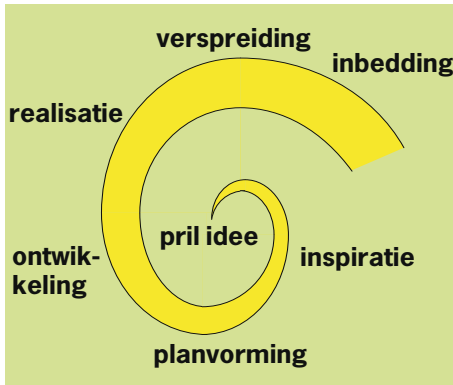 verspreiding
inbedding
realisatie
pril idee
inspiratie
ontwik-
keling
planvorming